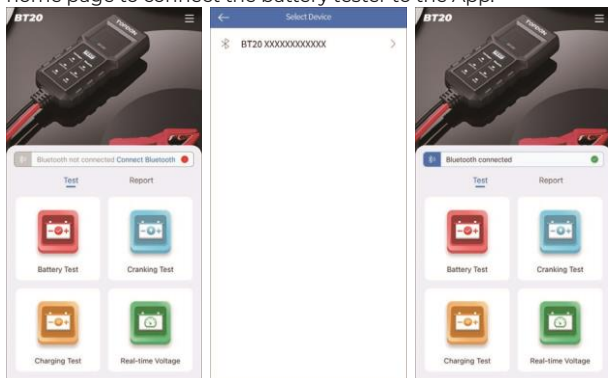 home page to connect the battery tester to the App.
BT20
TOPDON
Bluetooth not connected Connect Bluetooth
Test Report
Battery Test Cranking Test
Charging Test Real-time Voltage
Select Device
BT20 XXXXXXXXXXXX
BT20
TOPDON
Bluetooth connected
Test Report
Battery Test Cranking Test
Charging Test Real-time Voltage